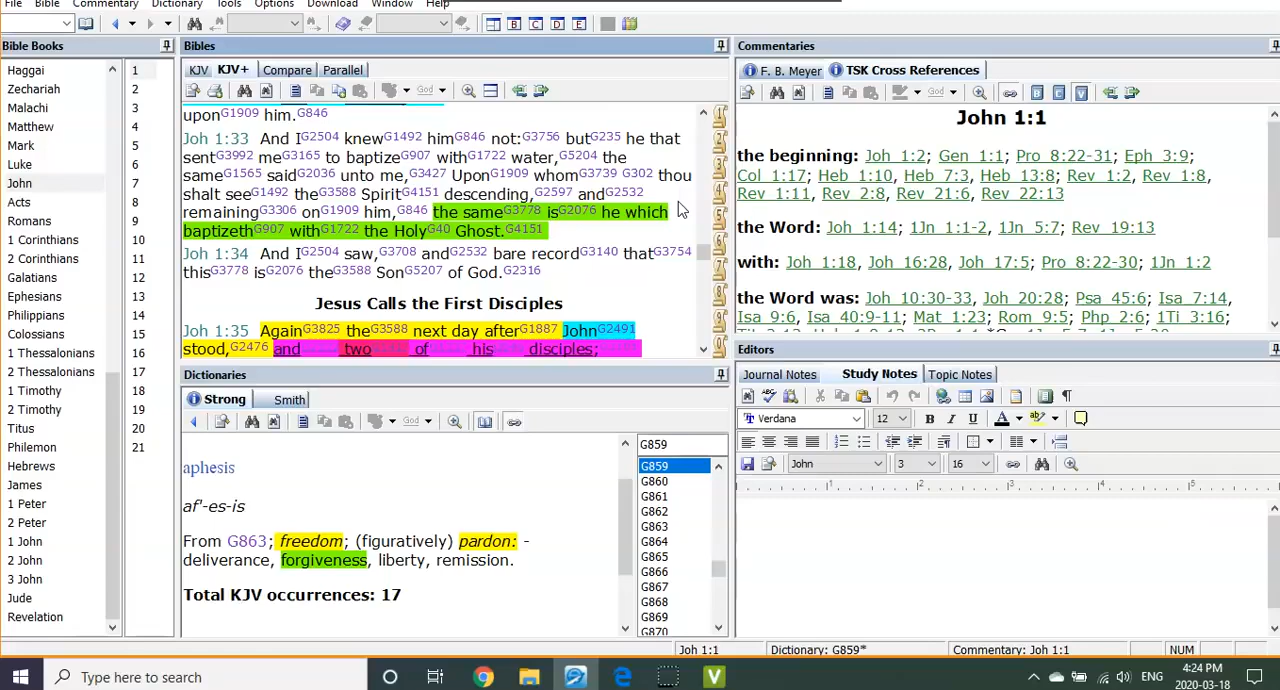 File Bible Commentary Dictionary Tools Options Download Window Help
Bible Books
Haggai
Zechariah
Malachi
Matthew
Mark
Luke
John
Acts
Romans
1 Corinthians
2 Corinthians
Galatians
Ephesians
Philippians
Colossians
1 Thessalonians
2 Thessalonians
1 Timothy
2 Timothy
Titus
Philemon
Hebrews
James
1 Peter
2 Peter
1 John
2 John
3 John
Jude
Revelation
1
2
3
4
5
6
7
8
9
10
11
12
13
14
15
16
17
18
19
20
21
Bibles
KJV KJV+ Compare Parallel
God
uponG1909 him.G846
Joh 1:33 And IG2504 knewG1492 himG846 not:G3756 butG235 he that
sentG3992 meG3165 to baptizeG907 withG1722 water,G5204 the
sameG1565 saidG2036 unto me,G3427 UponG1909 whomG3739 G302 thou
shalt seeG1492 theG3588 SpiritG4151 descending,G2597 andG2532
remainingG3306 onG1909 him,G846 the sameG3778 isG2076 he which
baptizethG907 withG1722 the HolyG40 Ghost.G4151
Joh 1:34 And IG2504 saw,G3708 andG2532 bare recordG3140 thatG3754
thisG3778 isG2076 theG3588 SonG5207 of God.G2316
Jesus Calls the First Disciples
Joh 1:35 AgainG3825 theG3588 next day afterG1887 JohnG2491
stood,G2476 and two of his disciples;
Dictionaries
Strong Smith
God
aphesis
af'-es-is
From G863; freedom; (figuratively) pardon: -
deliverance, forgiveness, liberty, remission.
Total KJV occurrences: 17
G859
G859
G860
G861
G862
G863
G864
G865
G866
G867
G868
G869
G870
Commentaries
F. B. Meyer TSK Cross References
God
John 1:1
the beginning: Joh 1:2; Gen 1:1; Pro 8:22-31; Eph 3:9;
Col 1:17; Heb 1:10, Heb 7:3, Heb 13:8; Rev 1:2, Rev 1:8,
Rev 1:11, Rev 2:8, Rev 21:6, Rev 22:13
the Word: Joh 1:14; 1Jn 1:1-2, 1Jn 5:7; Rev 19:13
with: Joh 1:18, Joh 16:28, Joh 17:5; Pro 8:22-30; 1Jn 1:2
the Word was: Joh 10:30-33, Joh 20:28; Psa 45:6; Isa 7:14,
Isa 9:6, Isa 40:9-11; Mat 1:23; Rom 9:5; Php 2:6; 1Ti 3:16;
Editors
Journal Notes Study Notes Topic Notes
Verdana 12 B I U A ab
John 3 16
1 2 3 4 5
Joh 1:1 Dictionary: G859* Commentary: Joh 1:1 NUM
Type here to search
ENG
4:24 PM
2020-03-18